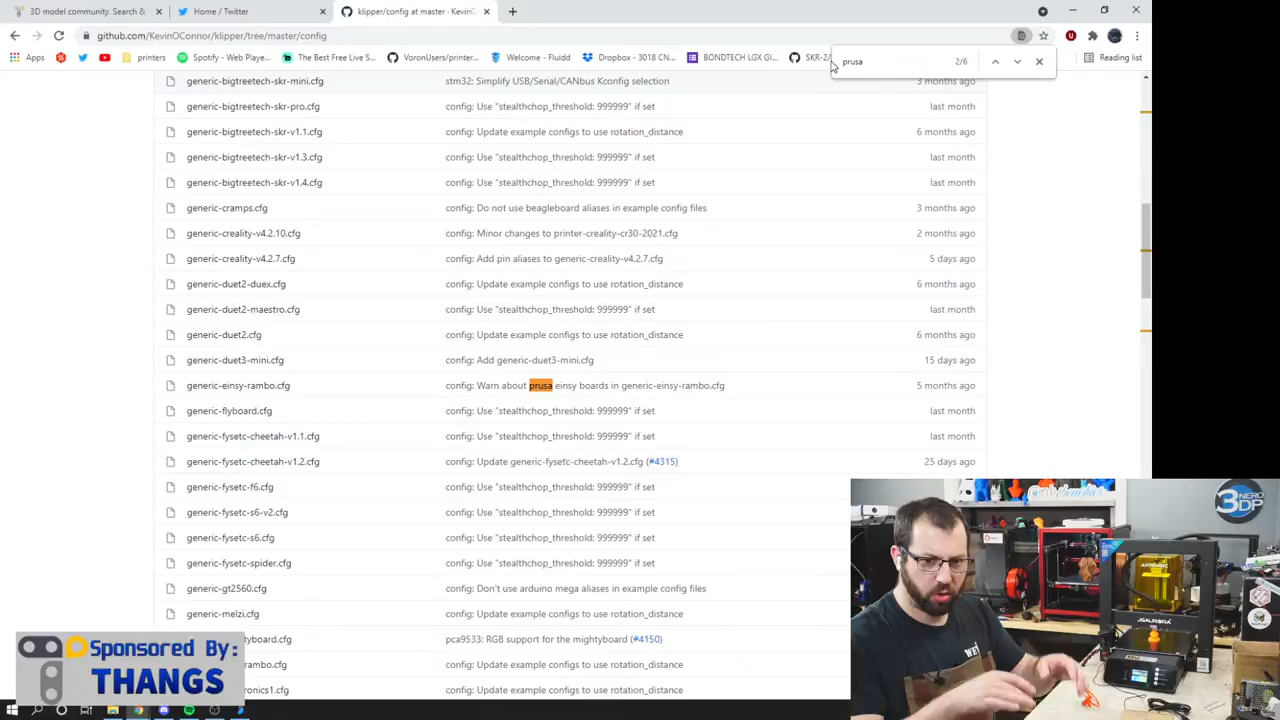 3D model community. Search &
Home / Twitter
klipper/config at master · KevinO
github.com/KevinOConnor/klipper/tree/master/config
Apps
printers
Spotify - Web Playe...
The Best Free Live S...
VoronUsers/printer...
Welcome - Fluidd
Dropbox - 3018 CN...
BONDTECH LGX Gl...
SKR-2/
Reading list
prusa 2/6
generic-bigtreetech-skr-mini.cfg stm32: Simplify USB/Serial/CANbus Kconfig selection 3 months ago
generic-bigtreetech-skr-pro.cfg config: Use "stealthchop_threshold: 999999" if set last month
generic-bigtreetech-skr-v1.1.cfg config: Update example configs to use rotation_distance 6 months ago
generic-bigtreetech-skr-v1.3.cfg config: Use "stealthchop_threshold: 999999" if set last month
generic-bigtreetech-skr-v1.4.cfg config: Use "stealthchop_threshold: 999999" if set last month
generic-cramps.cfg config: Do not use beagleboard aliases in example config files 3 months ago
generic-creality-v4.2.10.cfg config: Minor changes to printer-creality-cr30-2021.cfg 2 months ago
generic-creality-v4.2.7.cfg config: Add pin aliases to generic-creality-v4.2.7.cfg 5 days ago
generic-duet2-duex.cfg config: Update example configs to use rotation_distance 6 months ago
generic-duet2-maestro.cfg config: Use "stealthchop_threshold: 999999" if set last month
generic-duet2.cfg config: Update example configs to use rotation_distance 6 months ago
generic-duet3-mini.cfg config: Add generic-duet3-mini.cfg 15 days ago
generic-einsy-rambo.cfg config: Warn about prusa einsy boards in generic-einsy-rambo.cfg 5 months ago
generic-flyboard.cfg config: Use "stealthchop_threshold: 999999" if set last month
generic-fysetc-cheetah-v1.1.cfg config: Use "stealthchop_threshold: 999999" if set last month
generic-fysetc-cheetah-v1.2.cfg config: Update generic-fysetc-cheetah-v1.2.cfg (#4315) 25 days ago
generic-fysetc-f6.cfg config: Use "stealthchop_threshold: 999999" if set
generic-fysetc-s6-v2.cfg config: Use "stealthchop_threshold: 999999" if set
generic-fysetc-s6.cfg config: Use "stealthchop_threshold: 999999" if set
generic-fysetc-spider.cfg config: Use "stealthchop_threshold: 999999" if set
generic-gt2560.cfg config: Don't use arduino mega aliases in example config files
generic-melzi.cfg config: Update example configs to use rotation_distance
tyboard.cfg pca9533: RGB support for the mightyboard (#4150)
rambo.cfg config: Update example configs to use rotation_distance
ronics1.cfg config: Update example configs to use rotation_distance
Sponsored By:
THANGS
3
NERD
3DP
JGAURORA